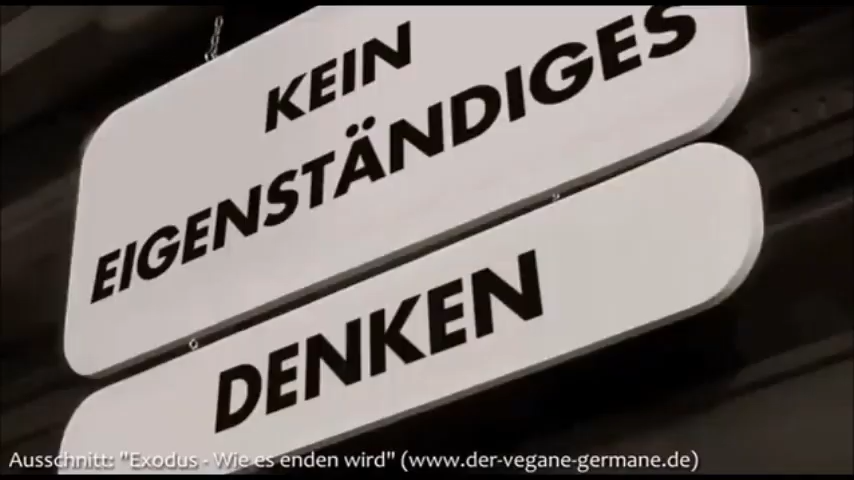 KEIN
EIGENSTÄNDIGES
DENKEN
Ausschnitt: "Exodus - Wie es enden wird" (www.der-vegane-germane.de)